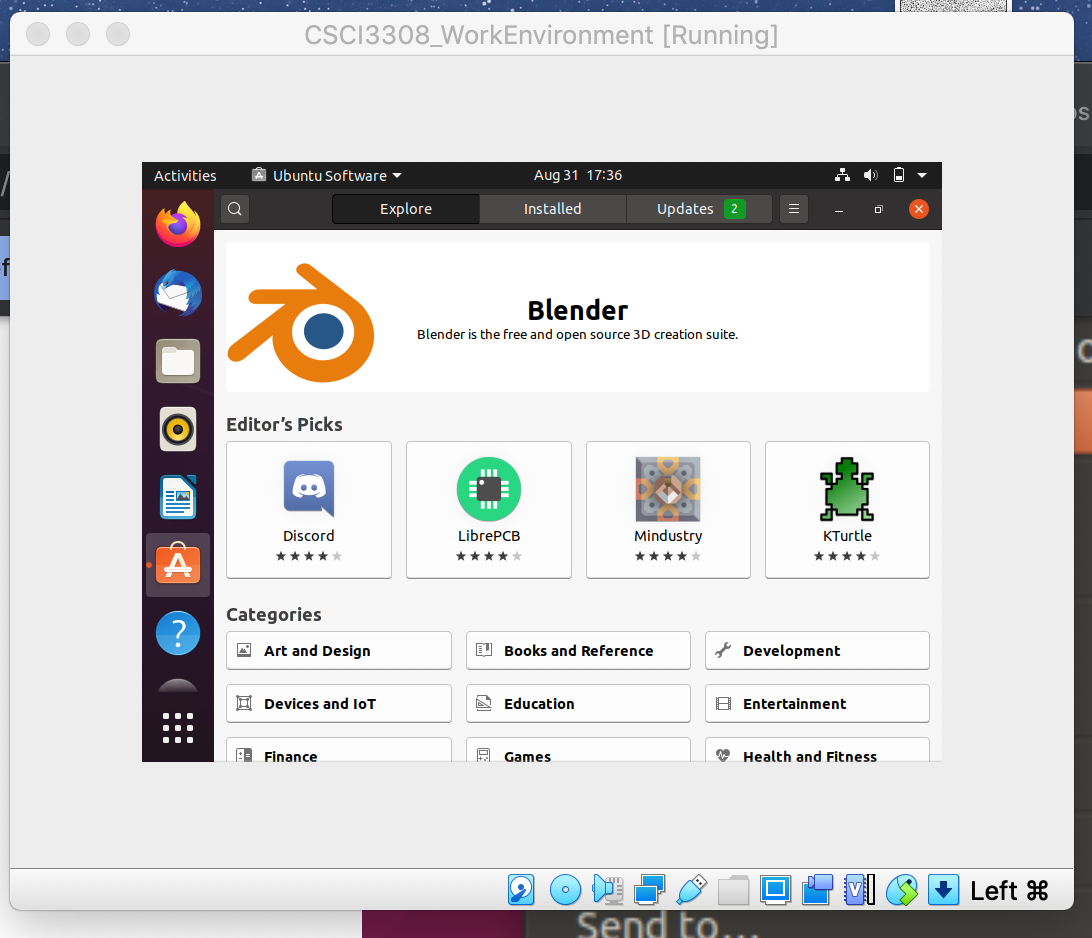 CSCI3308_WorkEnvironment [Running]
Activities Ubuntu Software Aug 31 17:36
Explore Installed Updates 2
Blender
Blender is the free and open source 3D creation suite.
Editor’s Picks
Discord LibrePCB Mindustry KTurtle
Categories
Art and Design Books and Reference Development
Devices and IoT Education Entertainment
Finance Games Health and Fitness
Left ⌘
Send to...